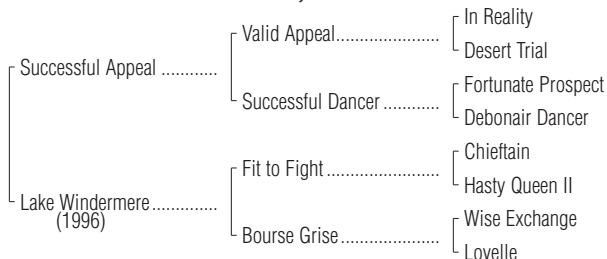 In Reality
Valid Appeal....................
Desert Trial
Successful Appeal ............
Fortunate Prospect
Successful Dancer ............
Debonair Dancer
Chieftain
Fit to Fight .......................
Hasty Queen II
Lake Windermere..............
(1996)
Wise Exchange
Bourse Grise....................
Lovelle